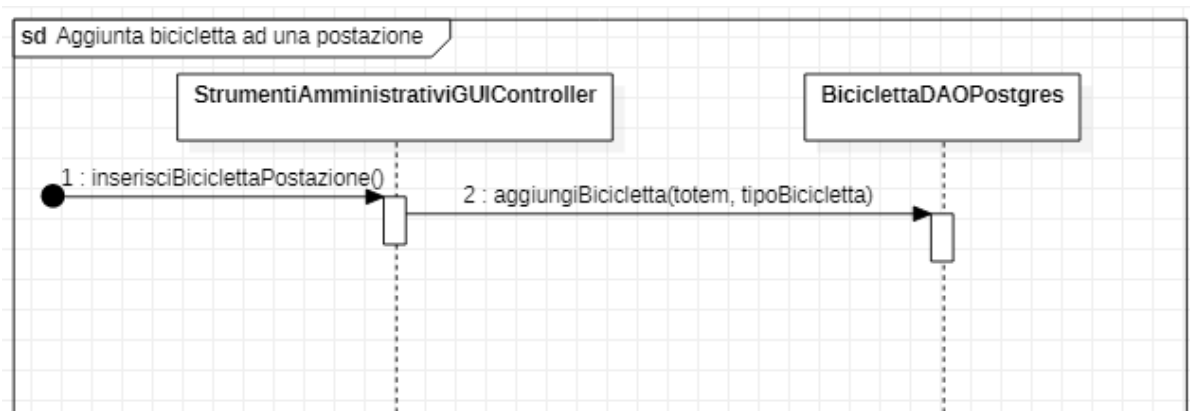 sd Aggiunta bicicletta ad una postazione
StrumentiAmministrativiGUIController
BiciclettaDAOPostgres
1 : inserisciBiciclettaPostazione()
2 : aggiungiBicicletta(totem, tipoBicicletta)